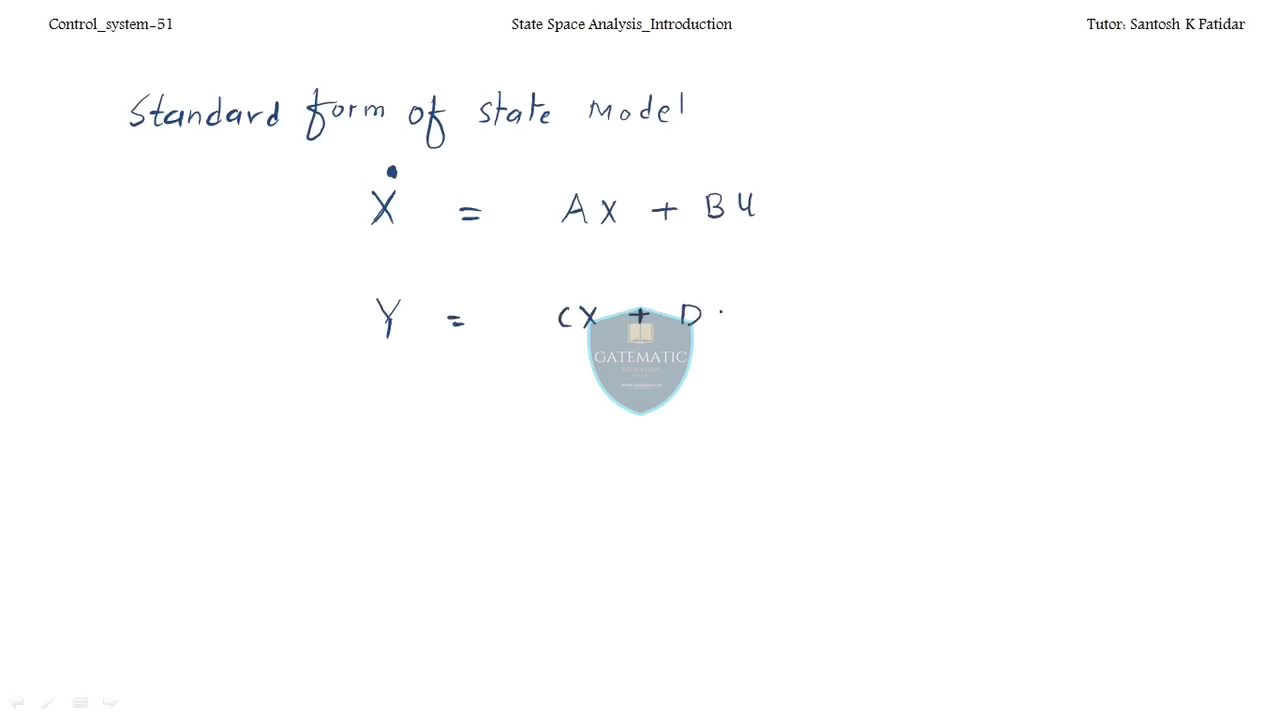 Control_system-51
State Space Analysis_Introduction
Tutor: Santosh K Patidar
Standard form of state Model
Ẋ = AX + BU
Y = CX + D
GATEMATIC